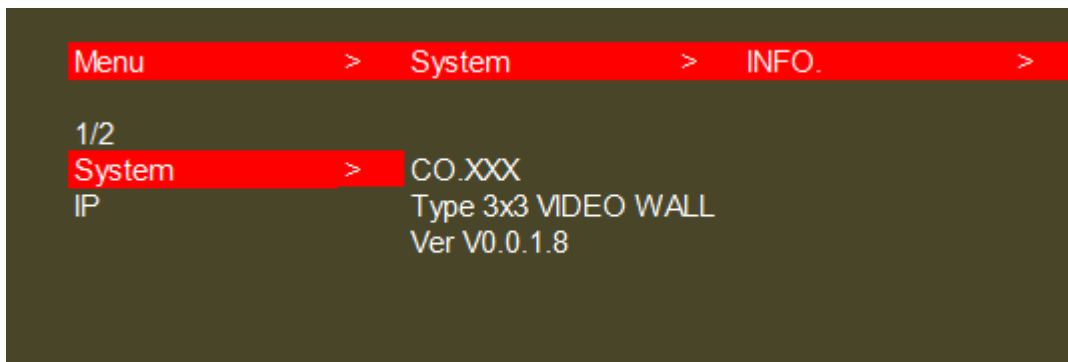 Menu > System > INFO. >
1/2
System > CO.XXX
IP Type 3x3 VIDEO WALL
Ver V0.0.1.8